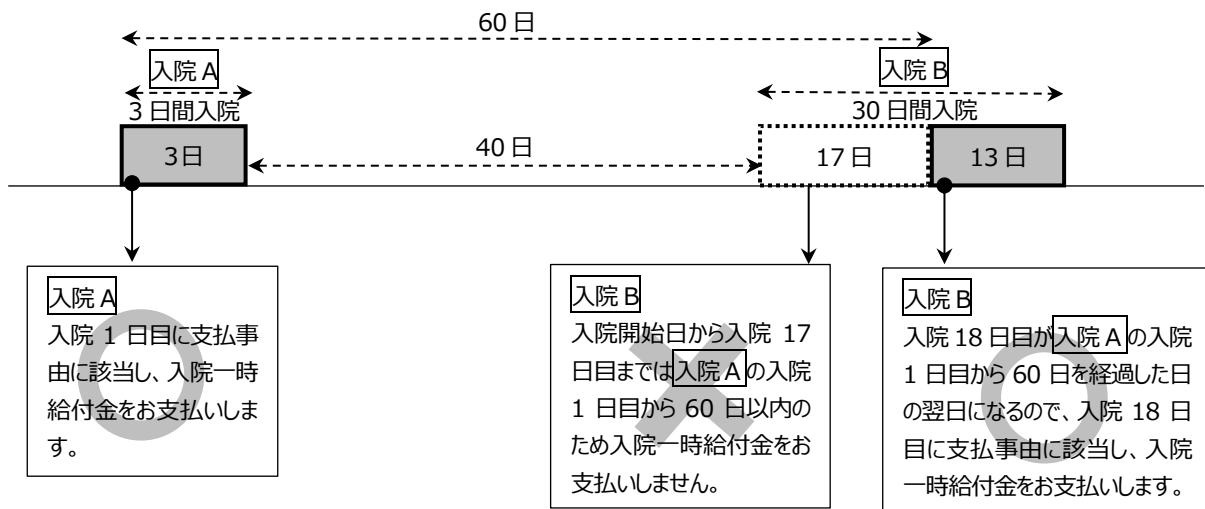 60日
入院A
入院B
3日間入院
30日間入院
3日
40日
17日
13日
入院A
入院 1 日目に支払事
由に該当し、入院一時
給付金をお支払いしま
す。
入院B
入院開始日から入院 17
日目までは入院Aの入院
1 日目から 60 日以内の
ため入院一時給付金をお
支払いしません。
入院B
入院 18 日目が入院Aの入院
1 日目から 60 日を経過した日
の翌日になるので、入院 18 日
目に支払事由に該当し、入院
一時給付金をお支払いします。